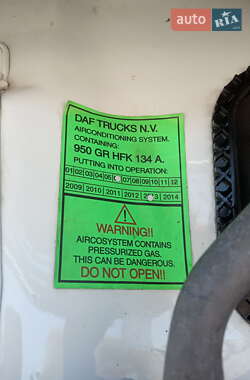 auto.RIA
DAF TRUCKS N.V.
AIRCONDITIONING SYSTEM.
CONTAINING:
950 GR HFK 134 A.
PUTTING INTO OPERATION:
01 02 03 04 05 07 08 09 10 11 12
2009 2010 2011 2012 2013 2014
WARNING!!
AIRCOSYSTEM CONTAINS
PRESSURIZED GAS.
THIS CAN BE DANGEROUS.
DO NOT OPEN!!